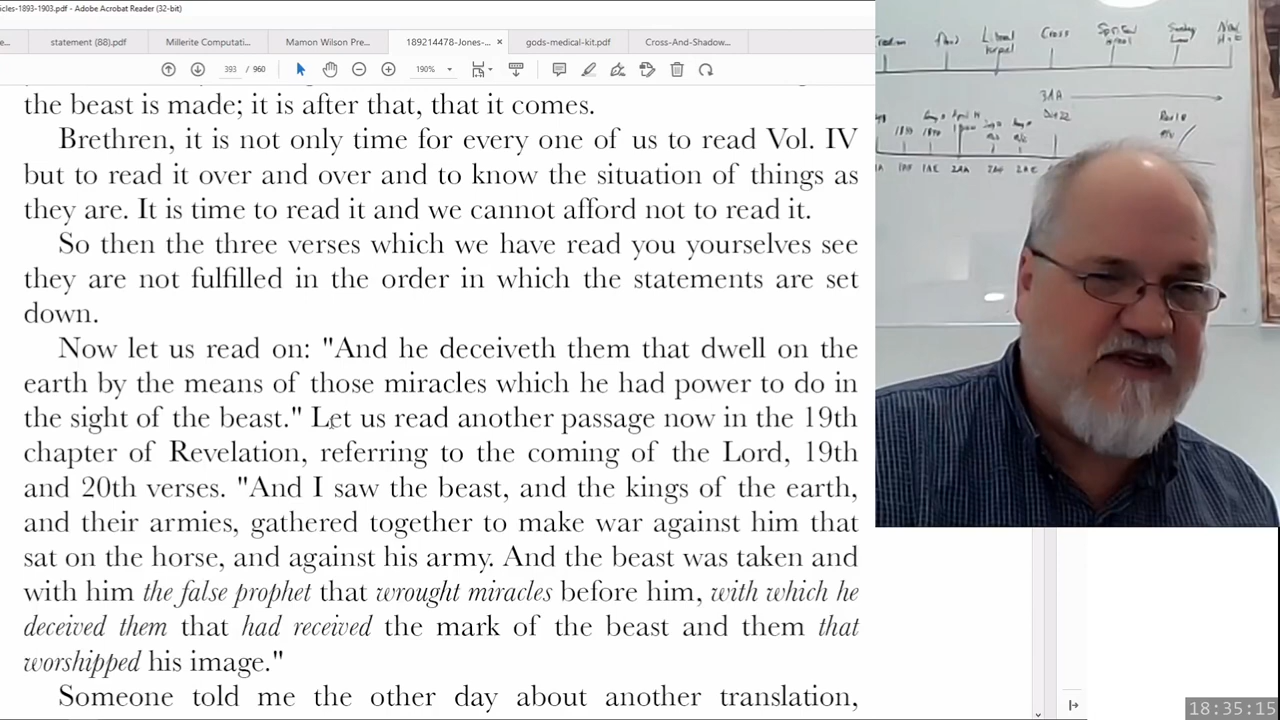 icles-1893-1903.pdf - Adobe Acrobat Reader (32-bit)
e... statement (88).pdf Millerite Computati... Mamon Wilson Pre... 1893 4478-Jones-... × gods-medical-kit.pdf Cross-And-Shadow...
393 / 960 190%
the beast is made; it is after that, that it comes.
Brethren, it is not only time for every one of us to read Vol. IV
but to read it over and over and to know the situation of things as
they are. It is time to read it and we cannot afford not to read it.
So then the three verses which we have read you yourselves see
they are not fulfilled in the order in which the statements are set
down.
Now let us read on: "And he deceiveth them that dwell on the
earth by the means of those miracles which he had power to do in
the sight of the beast." Let us read another passage now in the 19th
chapter of Revelation, referring to the coming of the Lord, 19th
and 20th verses. "And I saw the beast, and the kings of the earth,
and their armies, gathered together to make war against him that
sat on the horse, and against his army. And the beast was taken and
with him the false prophet that wrought miracles before him, with which he
deceived them that had received the mark of the beast and them that
worshipped his image."
Someone told me the other day about another translation,
Cross
31A
18:35:15